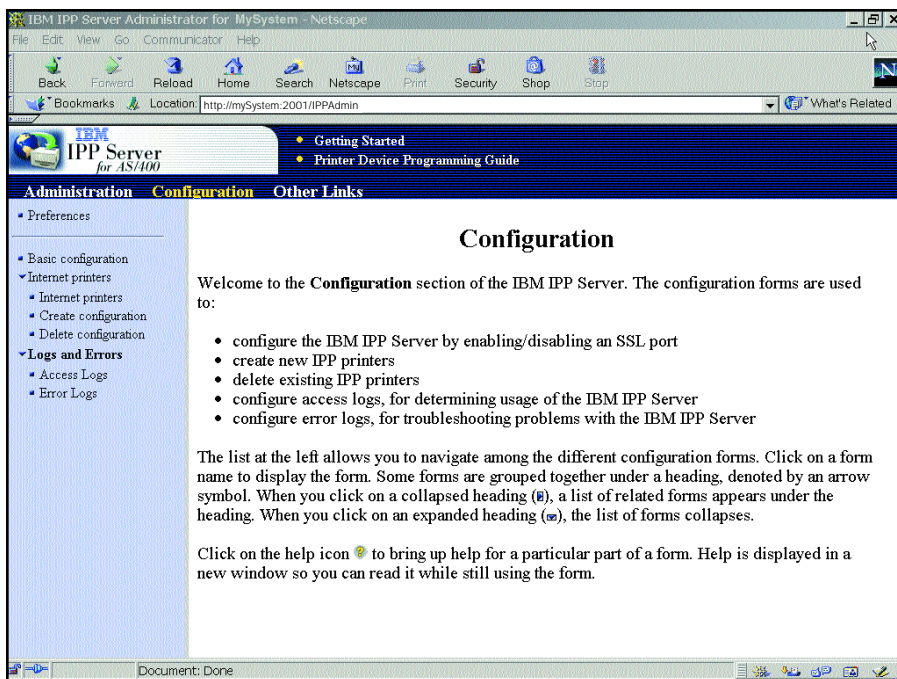 IBM IPP Server Administrator for MySystem - Netscape
File Edit View Go Communicator Help
Back Forward Reload Home Search Netscape Print Security Shop Stop
N
Bookmarks Location: http://mySystem:2001/IPPAdmin What's Related
IBM
IPP Server
for AS/400
Getting Started
Printer Device Programming Guide
Administration Configuration Other Links
Preferences
Basic configuration
Internet printers
Internet printers
Create configuration
Delete configuration
Logs and Errors
Access Logs
Error Logs
Configuration
Welcome to the Configuration section of the IBM IPP Server. The configuration forms are used
to:
configure the IBM IPP Server by enabling/disabling an SSL port
create new IPP printers
delete existing IPP printers
configure access logs, for determining usage of the IBM IPP Server
configure error logs, for troubleshooting problems with the IBM IPP Server
The list at the left allows you to navigate among the different configuration forms. Click on a form
name to display the form. Some forms are grouped together under a heading, denoted by an arrow
symbol. When you click on a collapsed heading (), a list of related forms appears under the
heading. When you click on an expanded heading (), the list of forms collapses.
Click on the help icon ? to bring up help for a particular part of a form. Help is displayed in a
new window so you can read it while still using the form.
Document: Done